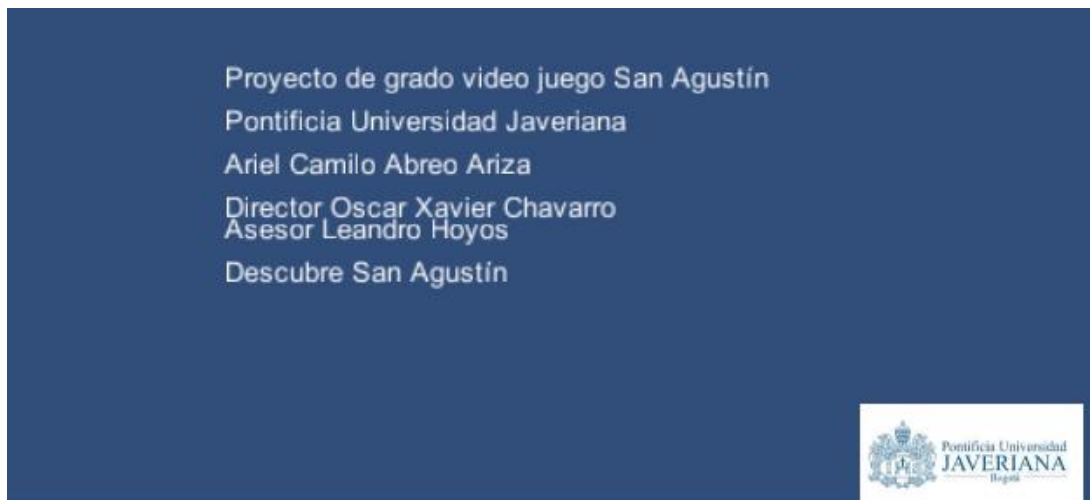 Proyecto de grado video juego San Agustín
Pontificia Universidad Javeriana
Ariel Camilo Abreo Ariza
Director Oscar Xavier Chavarro
Asesor Leandro Hoyos
Descubre San Agustín
Pontificia Universidad
JAVERIANA
Bogotá